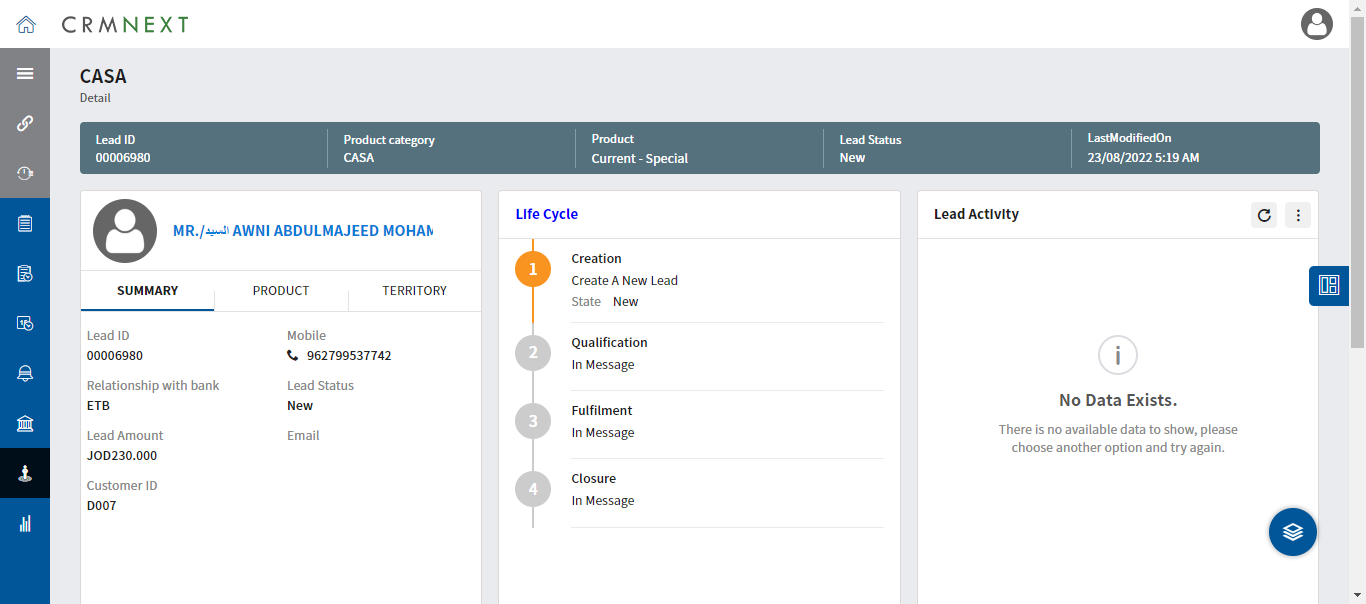 CRMNEXT
CASA
Detail
Lead ID
00006980
Product category
CASA
Product
Current - Special
Lead Status
New
LastModifiedOn
23/08/2022 5:19 AM
MR./السيد AWNI ABDULMAJEED MOHAM
SUMMARY
PRODUCT
TERRITORY
Lead ID
00006980
Mobile
962799537742
Relationship with bank
ETB
Lead Status
New
Lead Amount
JOD230.000
Email
Customer ID
D007
Life Cycle
1
Creation
Create A New Lead
State New
2
Qualification
In Message
3
Fulfilment
In Message
4
Closure
In Message
Lead Activity
No Data Exists.
There is no available data to show, please
choose another option and try again.